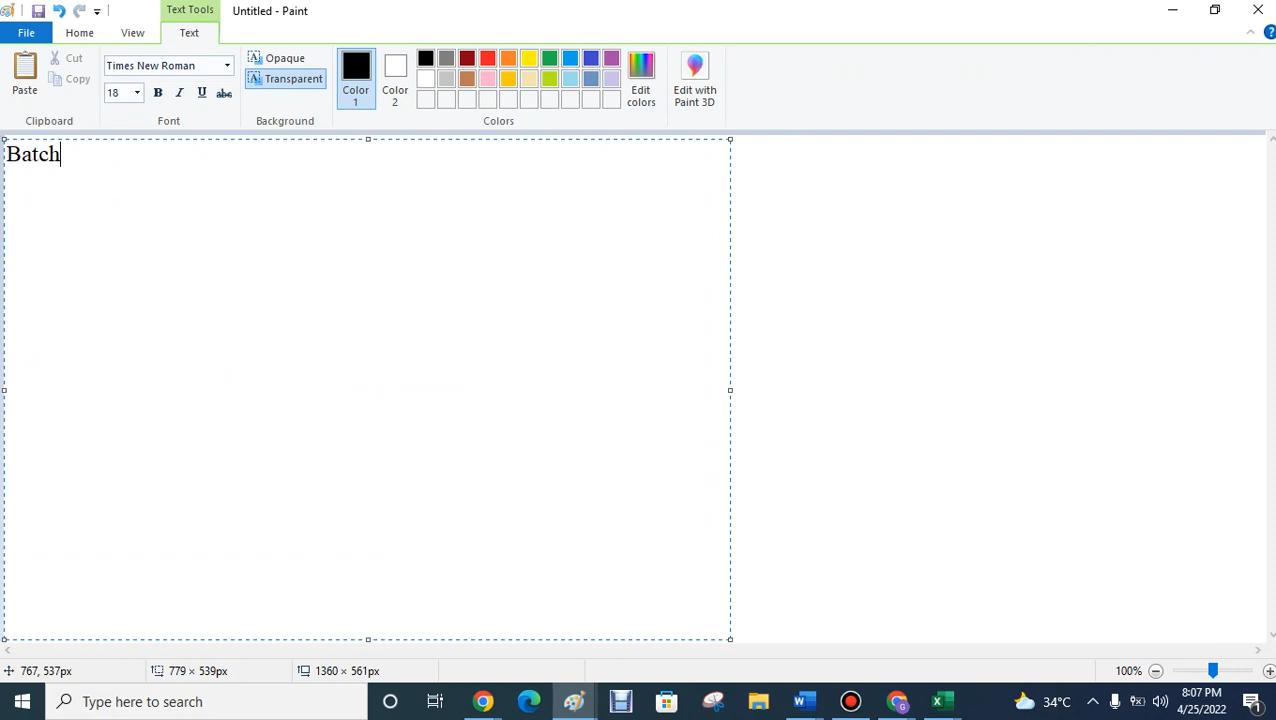 Text Tools
Untitled - Paint
File
Home
View
Text
Paste
Cut
Copy
Clipboard
Times New Roman
18
B I U abc
Font
Opaque
Transparent
Background
Color 1
Color 2
Edit colors
Colors
Edit with Paint 3D
Batch
767, 537px
779 × 539px
1360 × 561px
100%
Type here to search
34°C
8:07 PM
4/25/2022
1